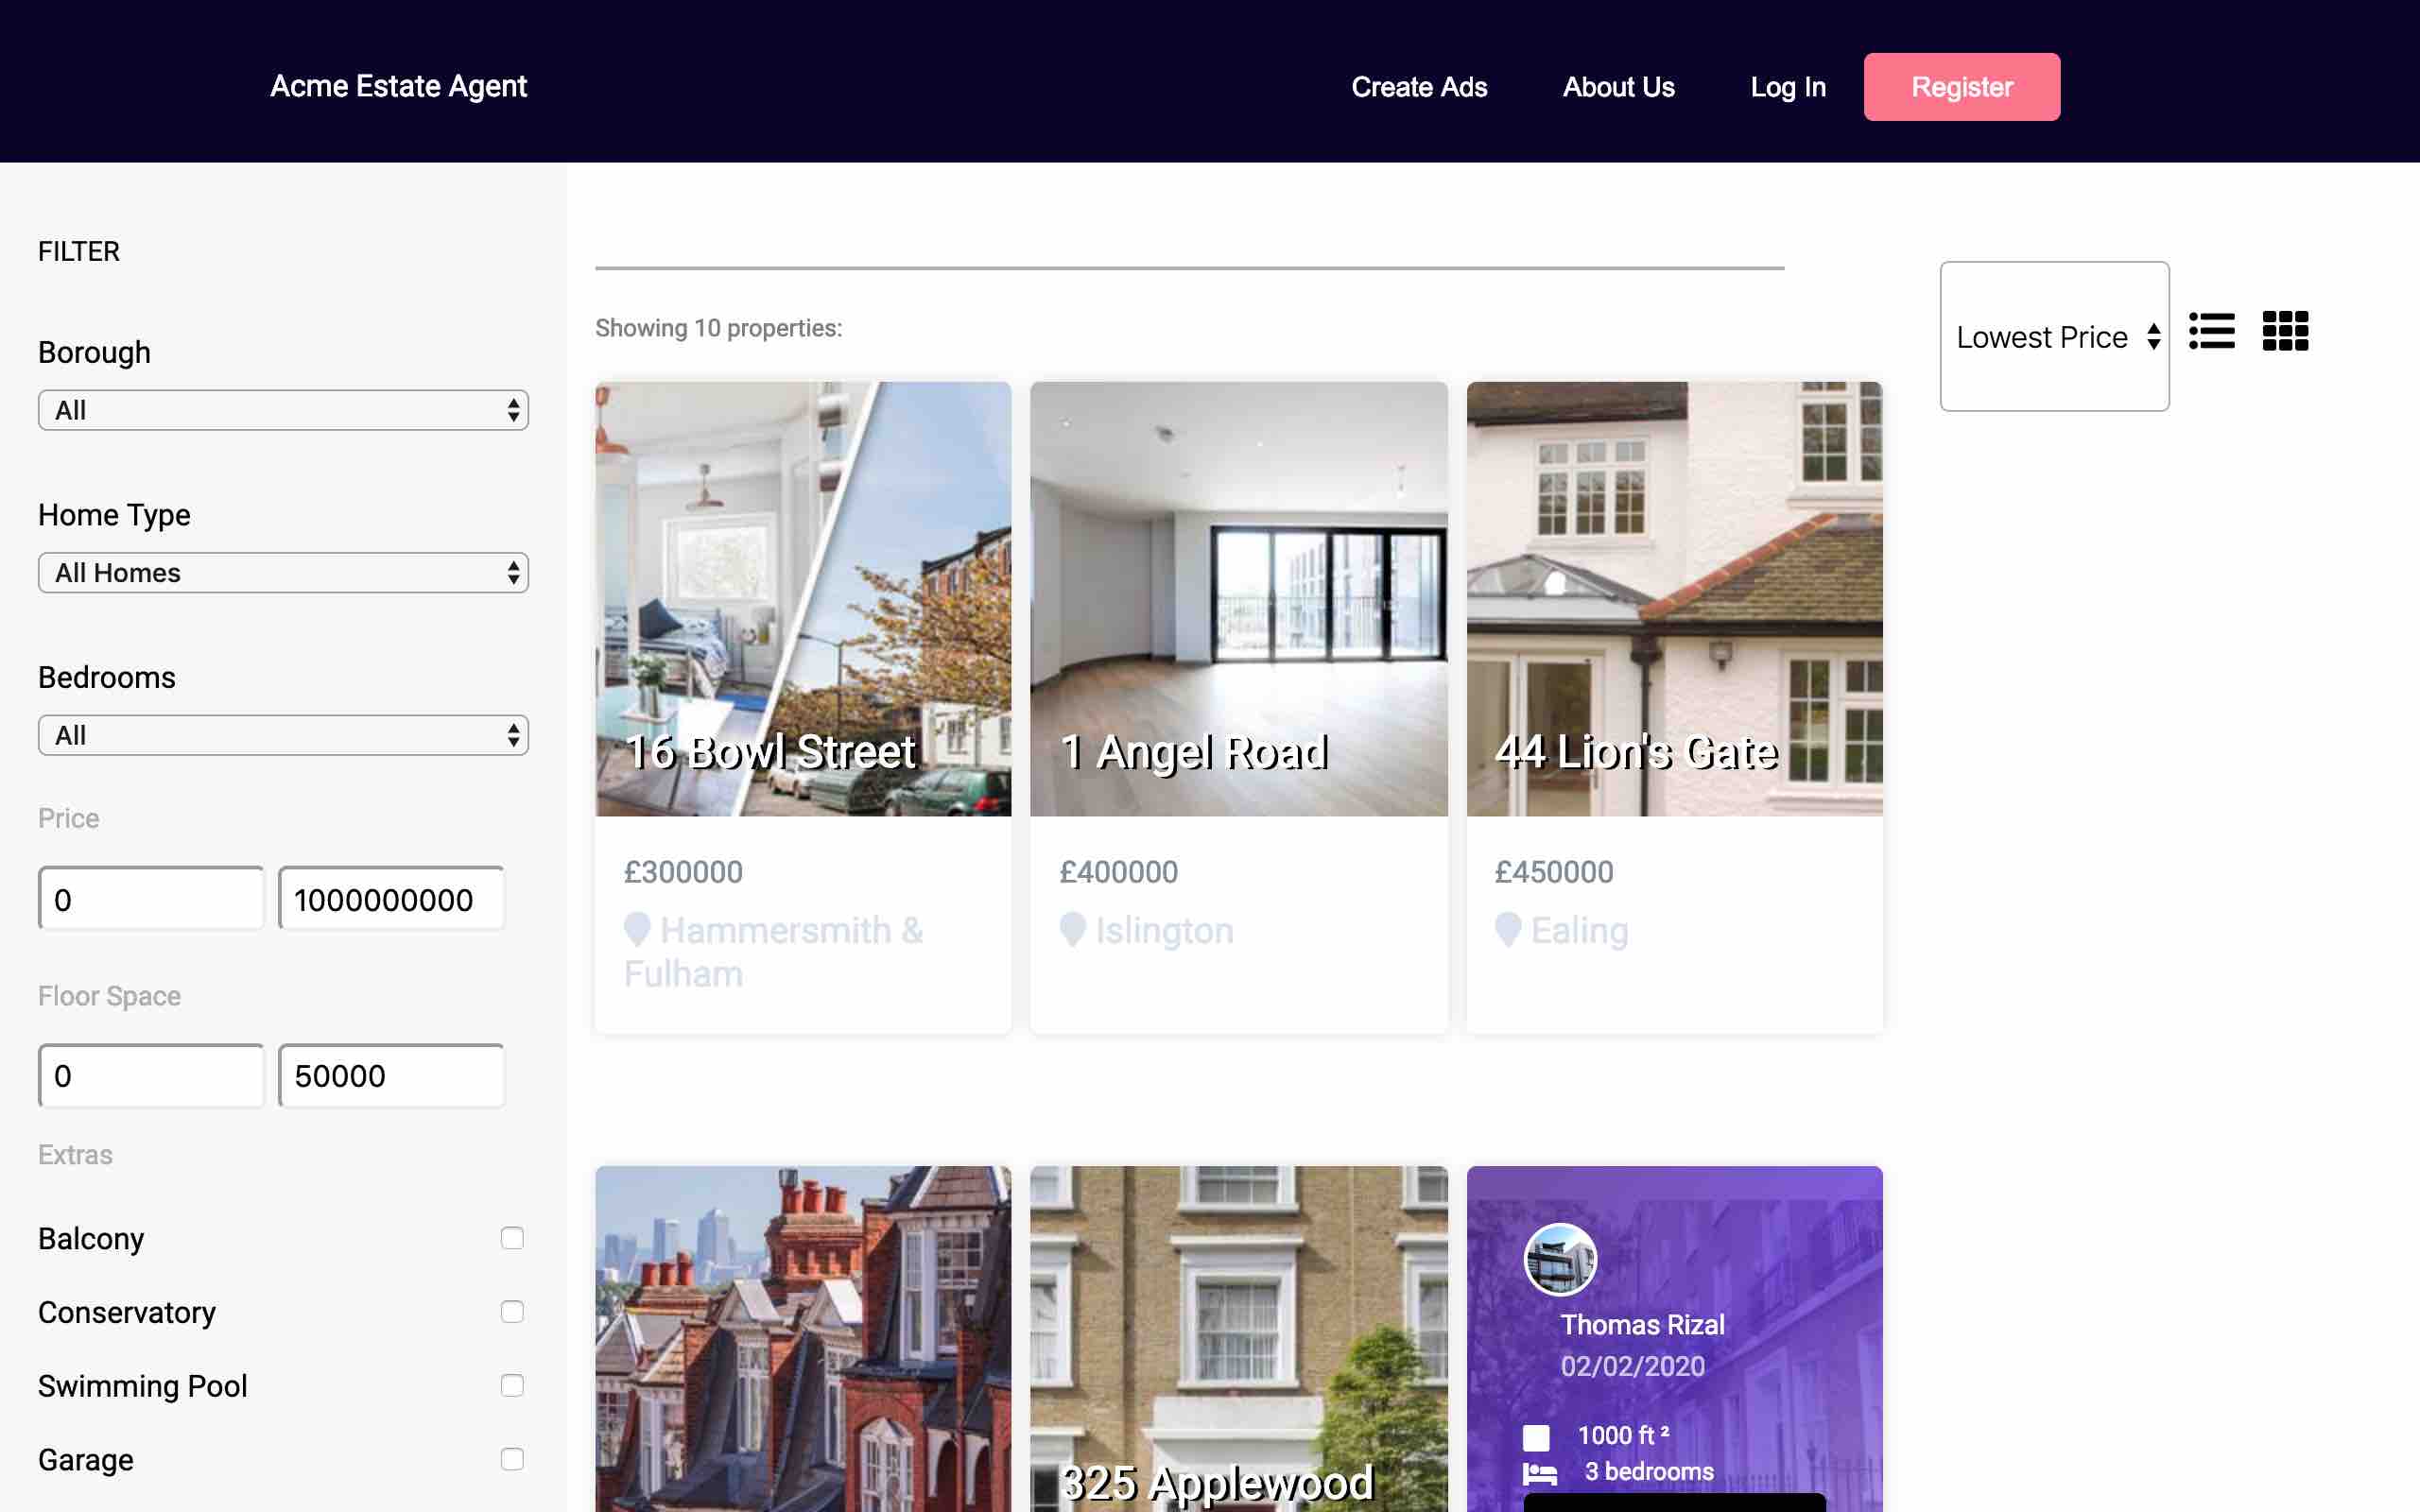 Acme Estate Agent
Create Ads
About Us
Log In
Register
FILTER
Borough
All
Home Type
All Homes
Bedrooms
All
Price
0
1000000000
Floor Space
0
50000
Extras
Balcony
Conservatory
Swimming Pool
Garage
Showing 10 properties:
Lowest Price
16 Bowl Street
£300000
Hammersmith &
Fulham
1 Angel Road
£400000
Islington
44 Lion's Gate
£450000
Ealing
325 Applewood
Thomas Rizal
02/02/2020
1000 ft ²
3 bedrooms